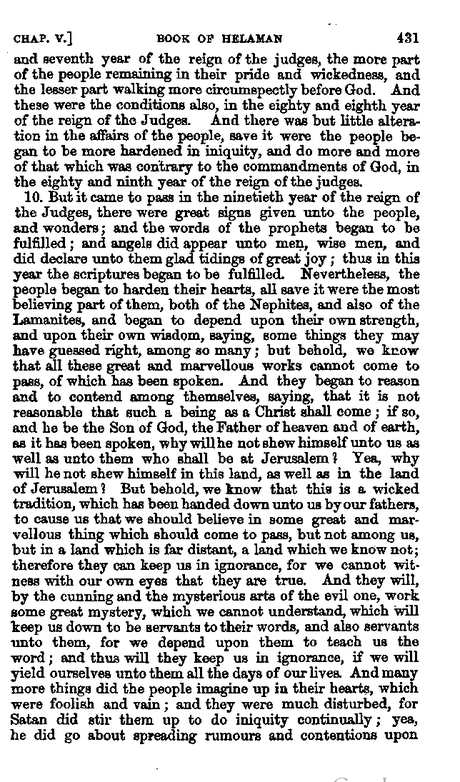 CHAP. V.] BOOK OF HELAMAN 431
and seventh year of the reign of the judges, the more part
of the people remaining in their pride and wickedness, and
the lesser part walking more circumspectly before God. And
these were the conditions also, in the eighty and eighth year
of the reign of the Judges. And there was but little altera-
tion in the affairs of the people, save it were the people be-
gan to be more hardened in iniquity, and do more and more
of that which was contrary to the commandments of God, in
the eighty and ninth year of the reign of the judges.
10. But it came to pass in the ninetieth year of the reign of
the Judges, there were great signs given unto the people,
and wonders; and the words of the prophets began to be
fulfilled; and angels did appear unto men, wise men, and
did declare unto them glad tidings of great joy; thus in this
year the scriptures began to be fulfilled. Nevertheless, the
people began to harden their hearts, all save it were the most
believing part of them, both of the Nephites, and also of the
Lamanites, and began to depend upon their own strength,
and upon their own wisdom, saying, some things they may
have guessed right, among so many; but behold, we know
that all these great and marvellous works cannot come to
pass, of which has been spoken. And they began to reason
and to contend among themselves, saying, that it is not
reasonable that such a being as a Christ shall come; if so,
and he be the Son of God, the Father of heaven and of earth,
as it has been spoken, why will he not shew himself unto us as
well as unto them who shall be at Jerusalem? Yea, why
will he not shew himself in this land, as well as in the land
of Jerusalem? But behold, we know that this is a wicked
tradition, which has been handed down unto us by our fathers,
to cause us that we should believe in some great and mar-
vellous thing which should come to pass, but not among us,
but in a land which is far distant, a land which we know not;
therefore they can keep us in ignorance, for we cannot wit-
ness with our own eyes that they are true. And they will,
by the cunning and the mysterious arts of the evil one, work
some great mystery, which we cannot understand, which will
keep us down to be servants to their words, and also servants
unto them, for we depend upon them to teach us the
word; and thus will they keep us in ignorance, if we will
yield ourselves unto them all the days of our lives. And many
more things did the people imagine up in their hearts, which
were foolish and vain; and they were much disturbed, for
Satan did stir them up to do iniquity continually; yea,
he did go about spreading rumours and contentions upon